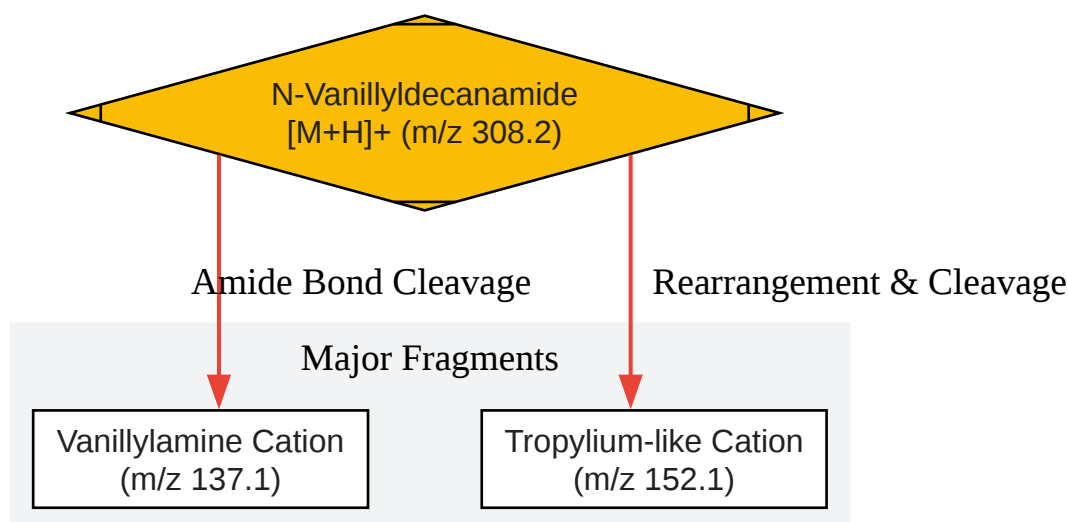 N-Vanillyldecanamide
[M+H]+ (m/z 308.2)
Amide Bond Cleavage
Rearrangement & Cleavage
Major Fragments
Vanillylamine Cation
(m/z 137.1)
Tropylium-like Cation
(m/z 152.1)